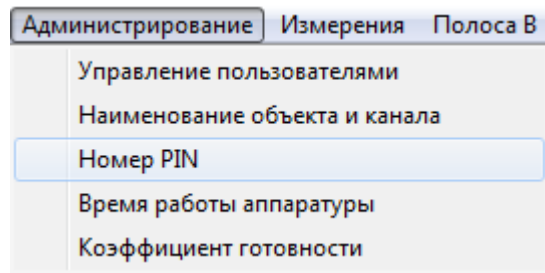 Администрирование Измерения Полоса В
Управление пользователями
Наименование объекта и канала
Номер PIN
Время работы аппаратуры
Коэффициент готовности